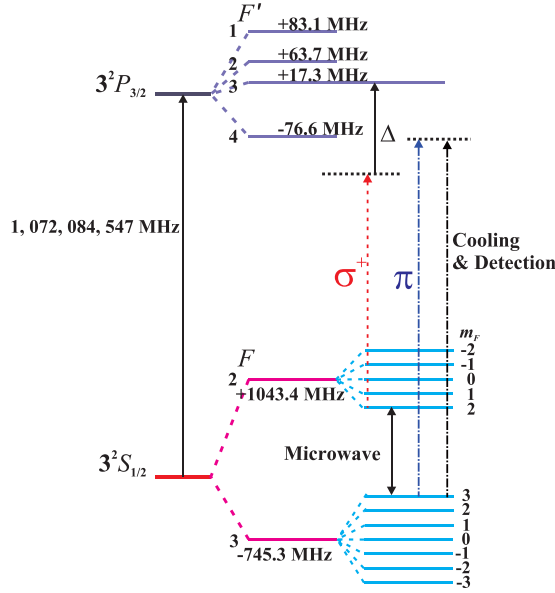 F'
1 +83.1 MHz
2 +63.7 MHz
3 +17.3 MHz
3²P3/2
4 -76.6 MHz
Δ
1, 072, 084, 547 MHz
Cooling
& Detection
σ+
π
mF
-2
-1
0
1
2
F
2
+1043.4 MHz
Microwave
3²S1/2
3
-745.3 MHz
3
2
1
0
-1
-2
-3